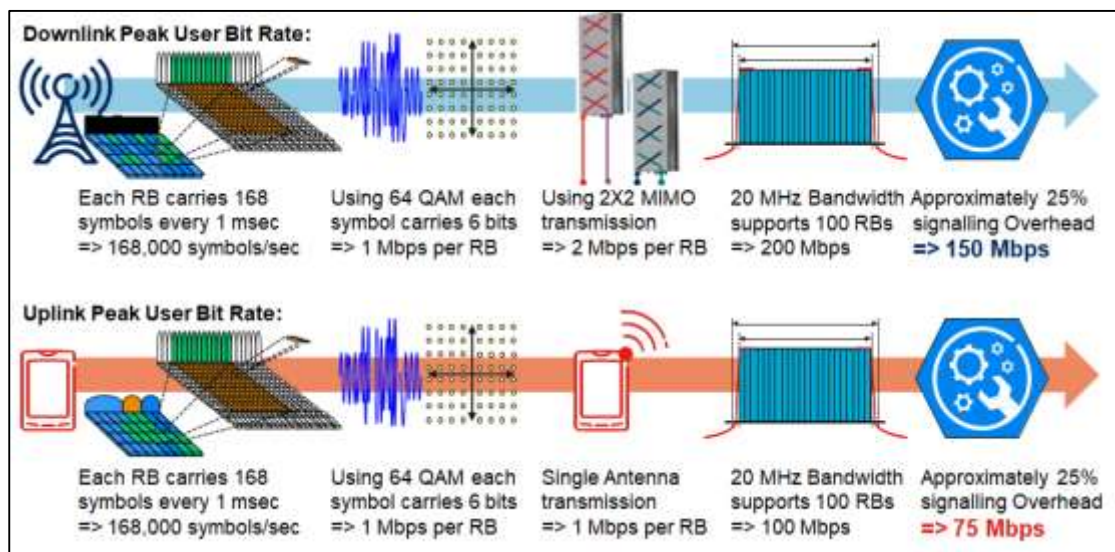 Downlink Peak User Bit Rate:
Each RB carries 168
symbols every 1 msec
=> 168,000 symbols/sec
Using 64 QAM each
symbol carries 6 bits
=> 1 Mbps per RB
Using 2X2 MIMO
transmission
=> 2 Mbps per RB
20 MHz Bandwidth
supports 100 RBs
=> 200 Mbps
Approximately 25%
signalling Overhead
=> 150 Mbps
Uplink Peak User Bit Rate:
Each RB carries 168
symbols every 1 msec
=> 168,000 symbols/sec
Using 64 QAM each
symbol carries 6 bits
=> 1 Mbps per RB
Single Antenna
transmission
=> 1 Mbps per RB
20 MHz Bandwidth
supports 100 RBs
=> 100 Mbps
Approximately 25%
signalling Overhead
=> 75 Mbps